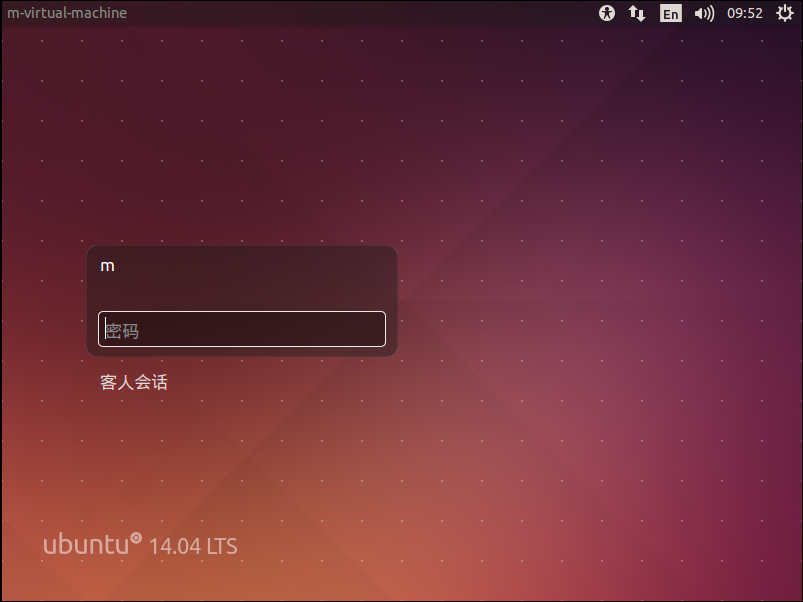 m-virtual-machine
En
09:52
m
密码
客人会话
ubuntu® 14.04 LTS